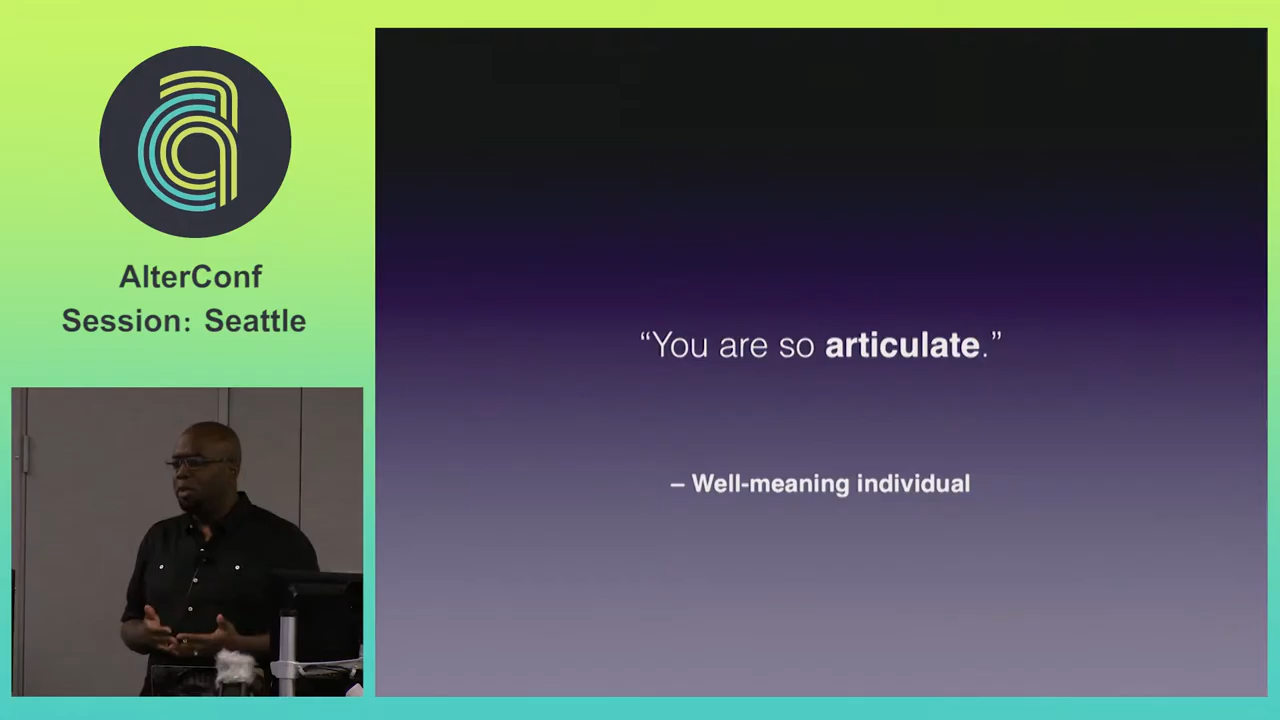 AlterConf
Session: Seattle
“You are so articulate.”
– Well-meaning individual